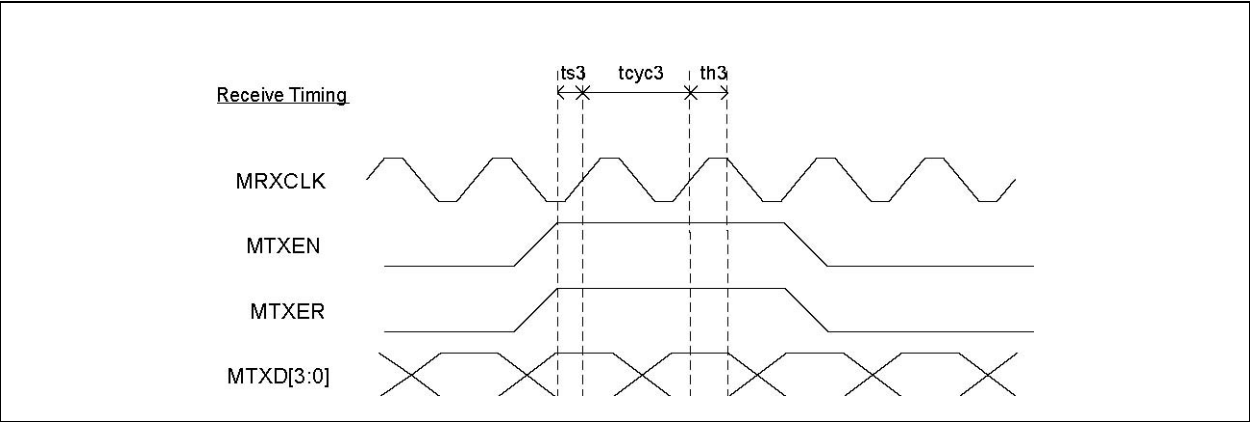 ts3 tcyc3 th3
Receive Timing
MRXCLK
MTXEN
MTXER
MTXD[3:0]